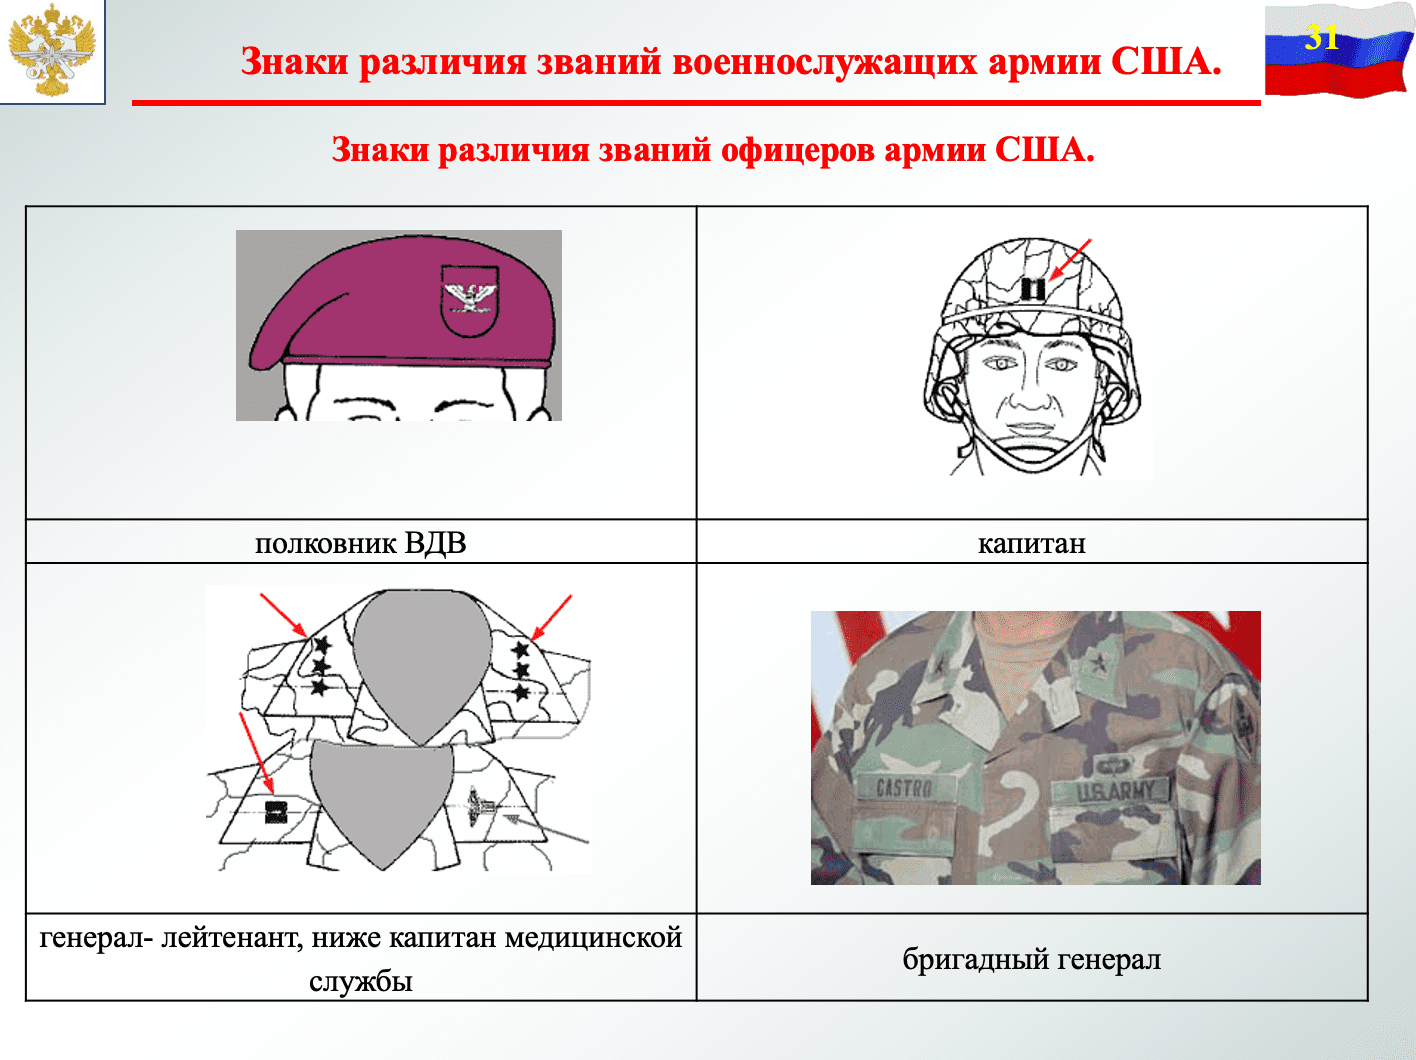 Знаки различия званий военнослужащих армии США.
31
Знаки различия званий офицеров армии США.
полковник ВДВ
капитан
CASTRO
U.S.ARMY
генерал- лейтенант, ниже капитан медицинской
службы
бригадный генерал